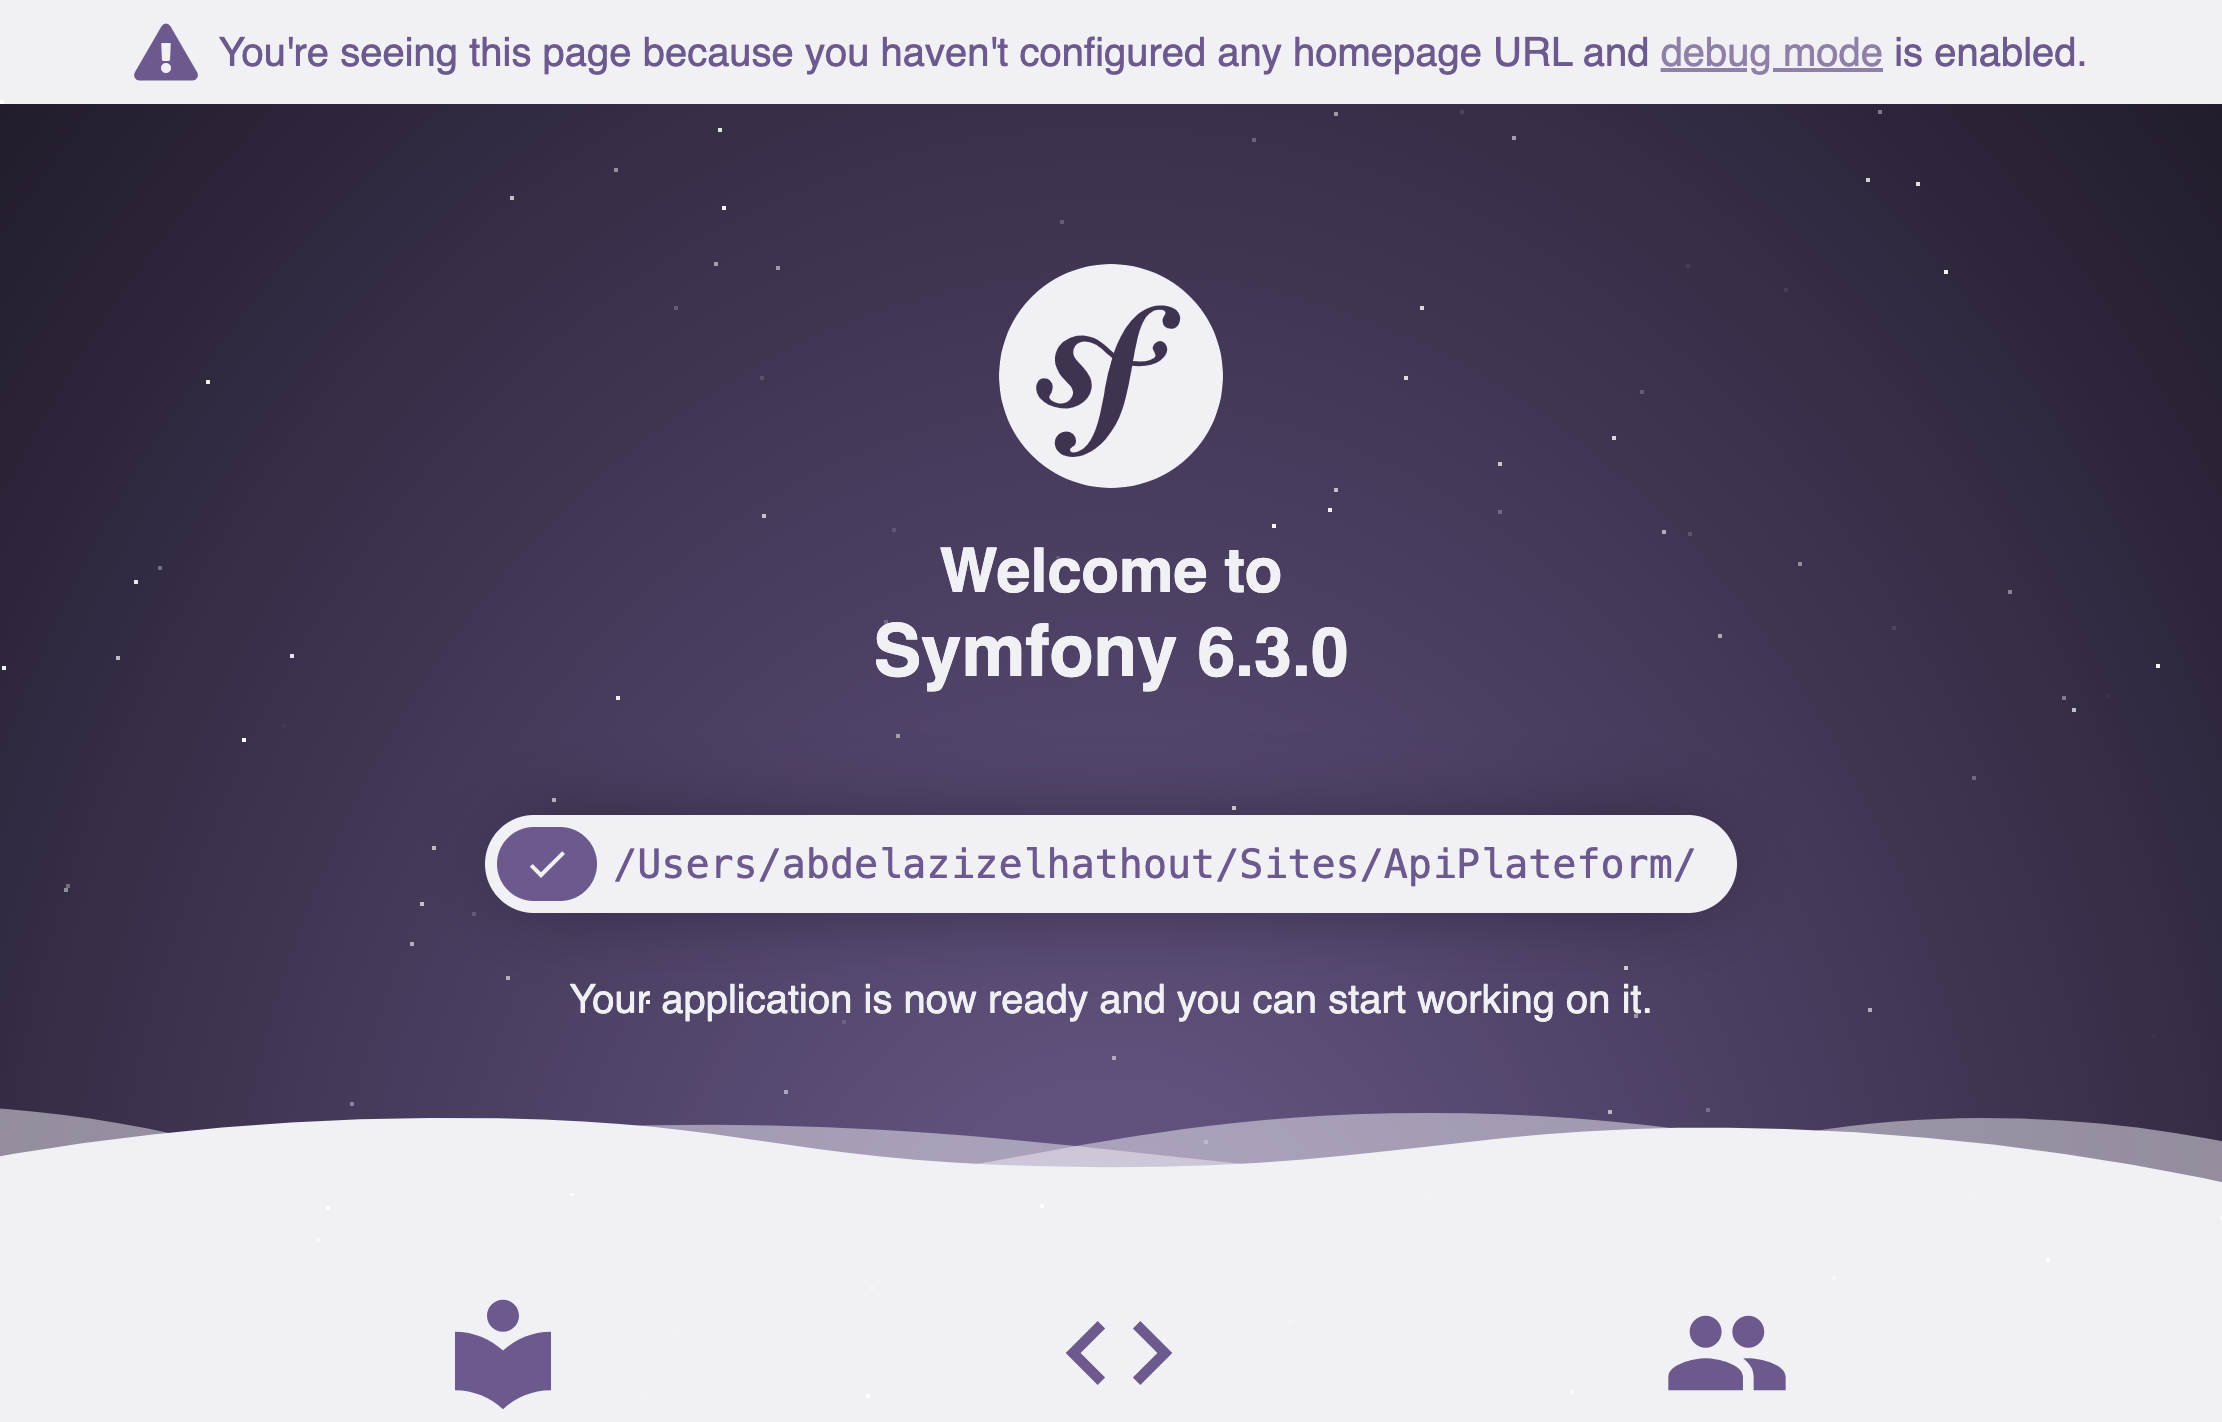 You're seeing this page because you haven't configured any homepage URL and debug mode is enabled.
sf
Welcome to
Symfony 6.3.0
/Users/abdelazizelhathout/Sites/ApiPlateform/
Your application is now ready and you can start working on it.